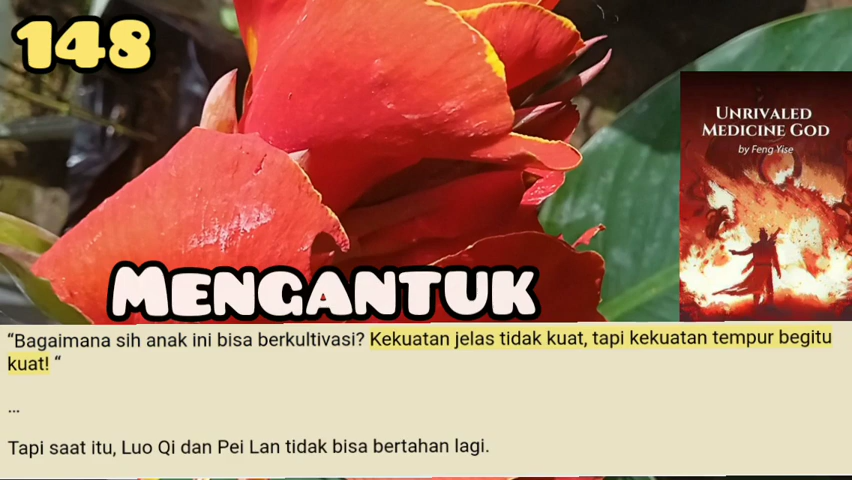 148
UNRIVALED
MEDICINE GOD
by Feng Yise
MENGANTUK
“Bagaimana sih anak ini bisa berkultivasi? Kekuatan jelas tidak kuat, tapi kekuatan tempur begitu
kuat! “
...
Tapi saat itu, Luo Qi dan Pei Lan tidak bisa bertahan lagi.